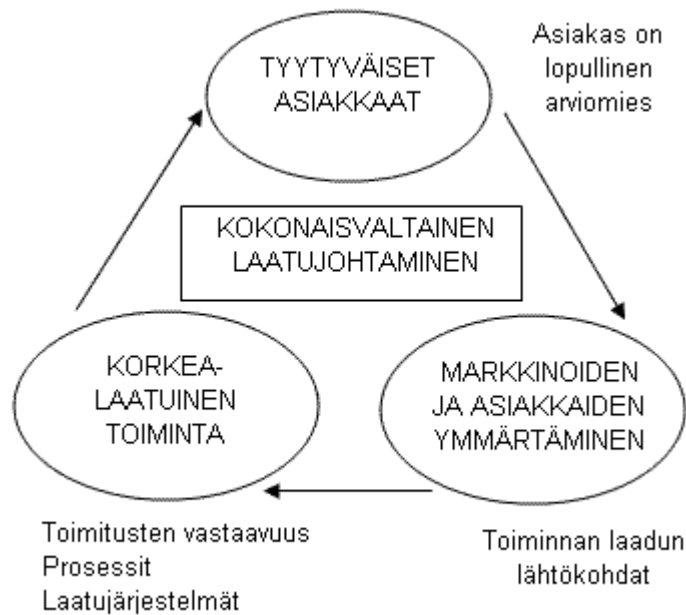 TYYTYVÄISET
ASIAKKAAT
Asiakas on
lopullinen
arviomies
KOKONAISVALTAINEN
LAATUJOHTAMINEN
KORKEA-
LAATUINEN
TOIMINTA
MARKKINOIDEN
JA ASIAKKAIDEN
YMMÄRTÄMINEN
Toimitusten vastaavuus
Prosessit
Laatujärjestelmät
Toiminnan laadun
lähtökohdat